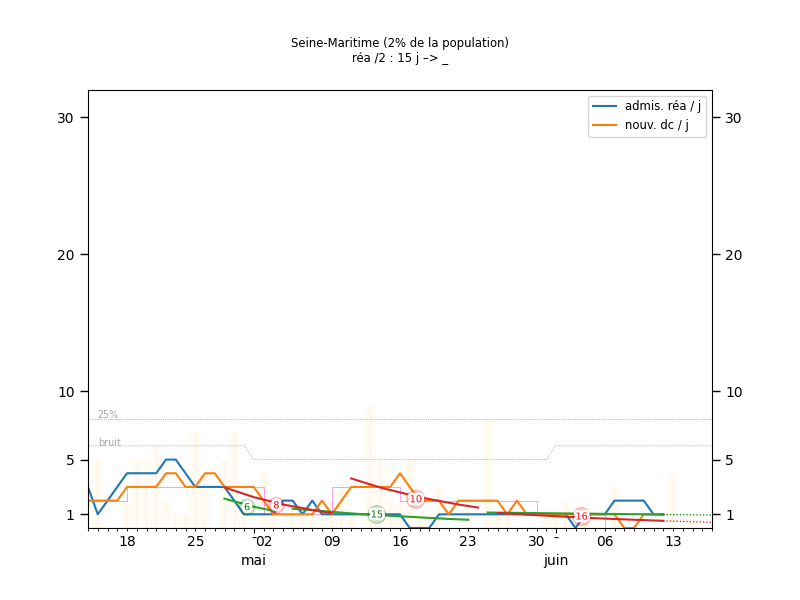 Seine-Maritime (2% de la population)
réa /2 : 15 j –> _
admis. réa / j
nouv. dc / j
30 30
20 20
10 10
25%
bruit
5 5
6 8 15 10 16
1 1
18 25 02 09 16 23 30 06 13
mai juin